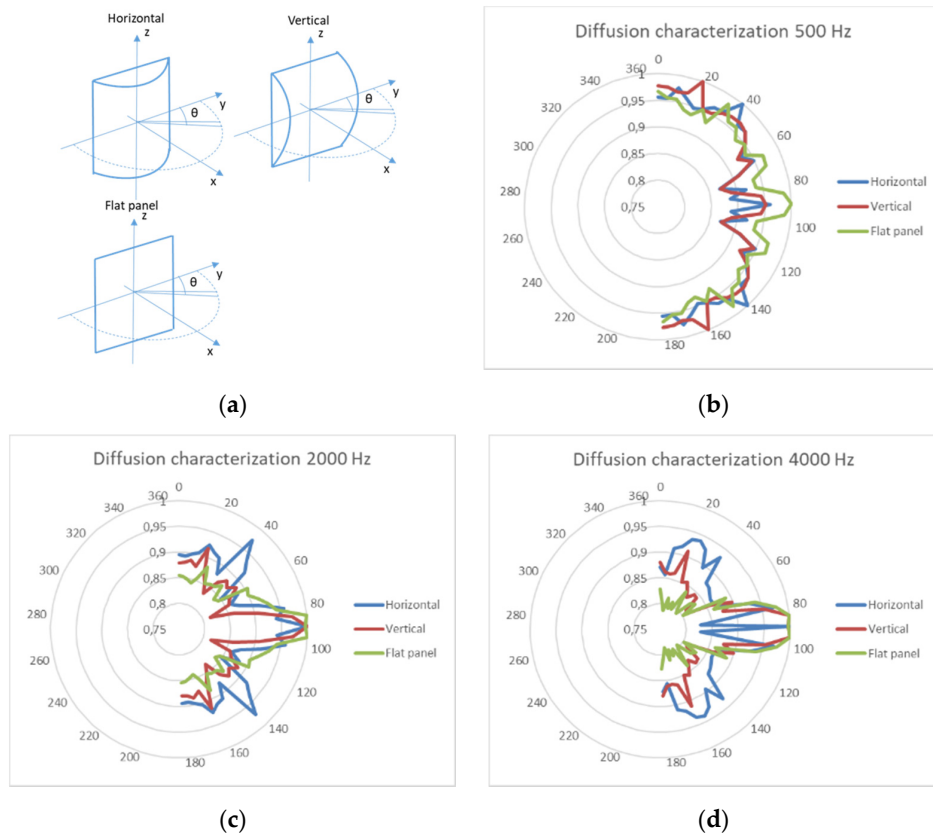 Horizontal
z
y
θ
x
Vertical
z
y
θ
x
Flat panel
z
y
θ
x
(a)
Diffusion characterization 500 Hz
0
20
40
60
80
100
120
140
160
180
200
220
240
260
280
300
320
340
360
1
0,95
0,9
0,85
0,8
0,75
Horizontal
Vertical
Flat panel
(b)
Diffusion characterization 2000 Hz
0
20
40
60
80
100
120
140
160
180
200
220
240
260
280
300
320
340
360
1
0,95
0,9
0,85
0,8
0,75
Horizontal
Vertical
Flat panel
(c)
Diffusion characterization 4000 Hz
0
20
40
60
80
100
120
140
160
180
200
220
240
260
280
300
320
340
360
1
0,95
0,9
0,85
0,8
0,75
Horizontal
Vertical
Flat panel
(d)